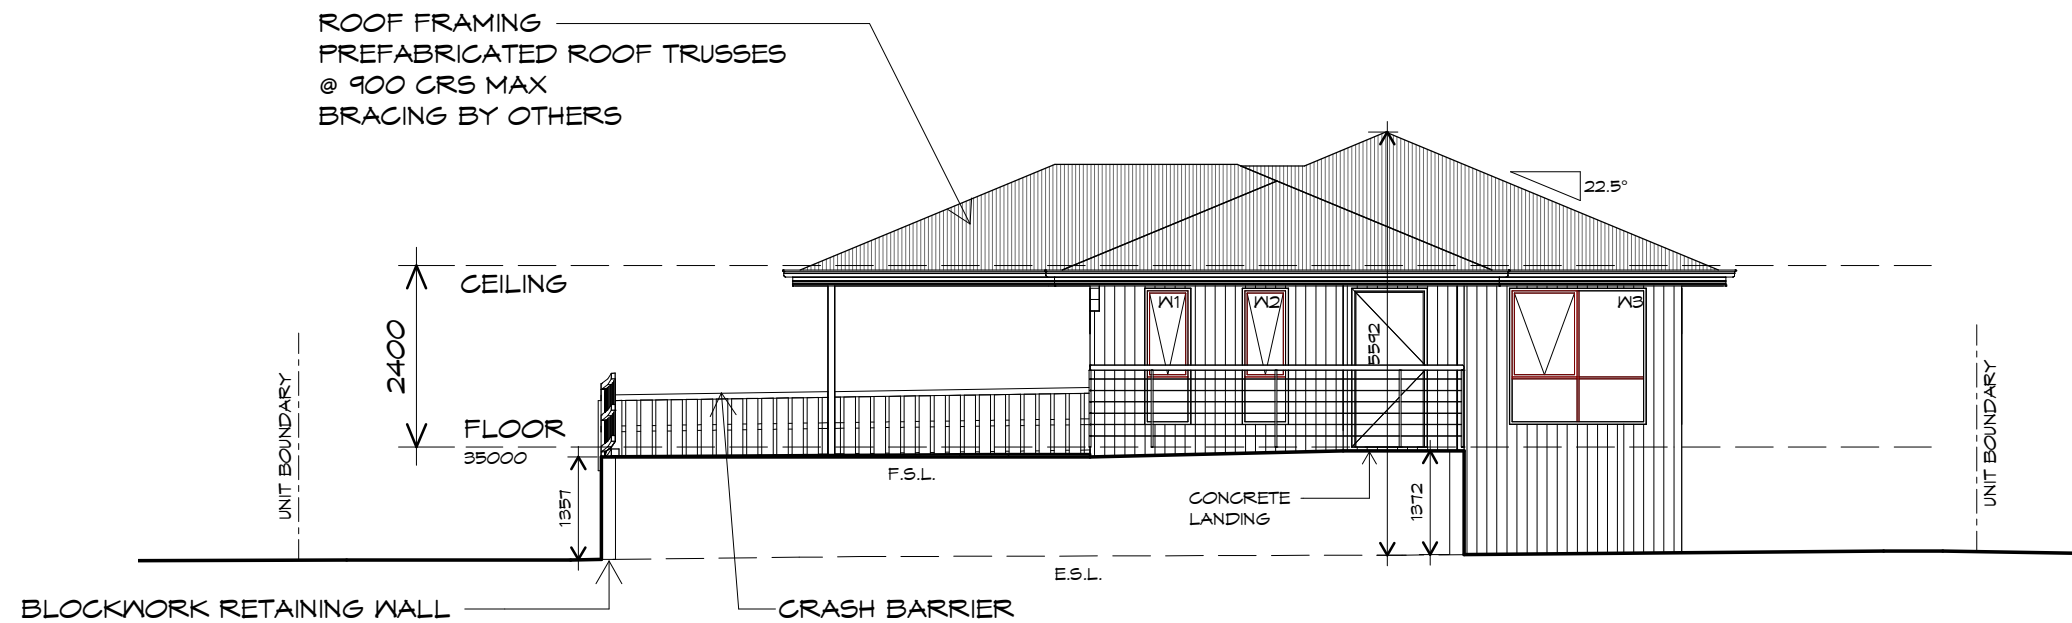 ROOF FRAMING
PREFABRICATED ROOF TRUSSES
@ 900 CRS MAX
BRACING BY OTHERS
22.5°
CEILING
2400
W1
W2
W3
5592
UNIT BOUNDARY
UNIT BOUNDARY
FLOOR
35000
F.S.L.
1357
CONCRETE
LANDING
1372
E.S.L.
BLOCKWORK RETAINING WALL
CRASH BARRIER